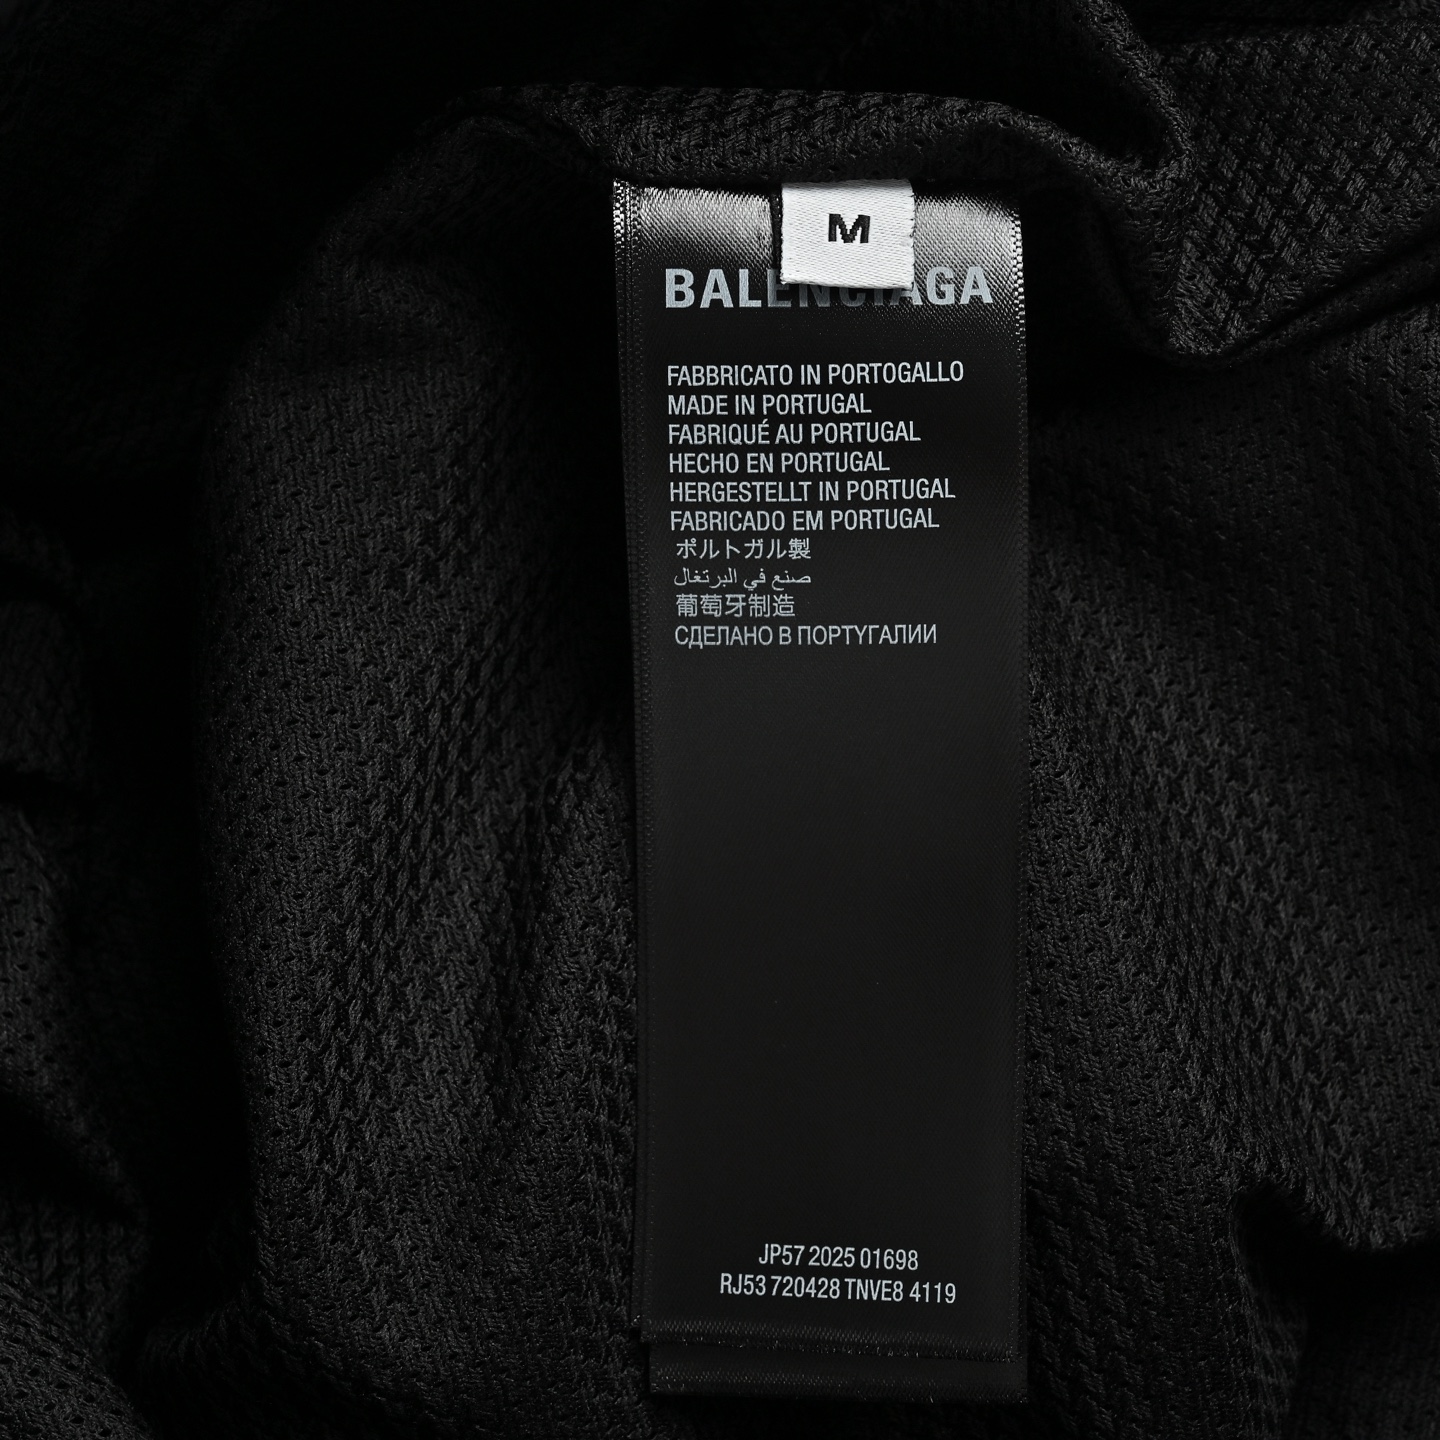 M
BALENCIAGA
FABBRICATO IN PORTOGALLO
MADE IN PORTUGAL
FABRIQUÉ AU PORTUGAL
HECHO EN PORTUGAL
HERGESTELLT IN PORTUGAL
FABRICADO EM PORTUGAL
ポルトガル製
صنع في البرتغال
葡萄牙制造
СДЕЛАНО В ПОРТУГАЛИИ
JP57 2025 01698
RJ53 720428 TNVE8 4119